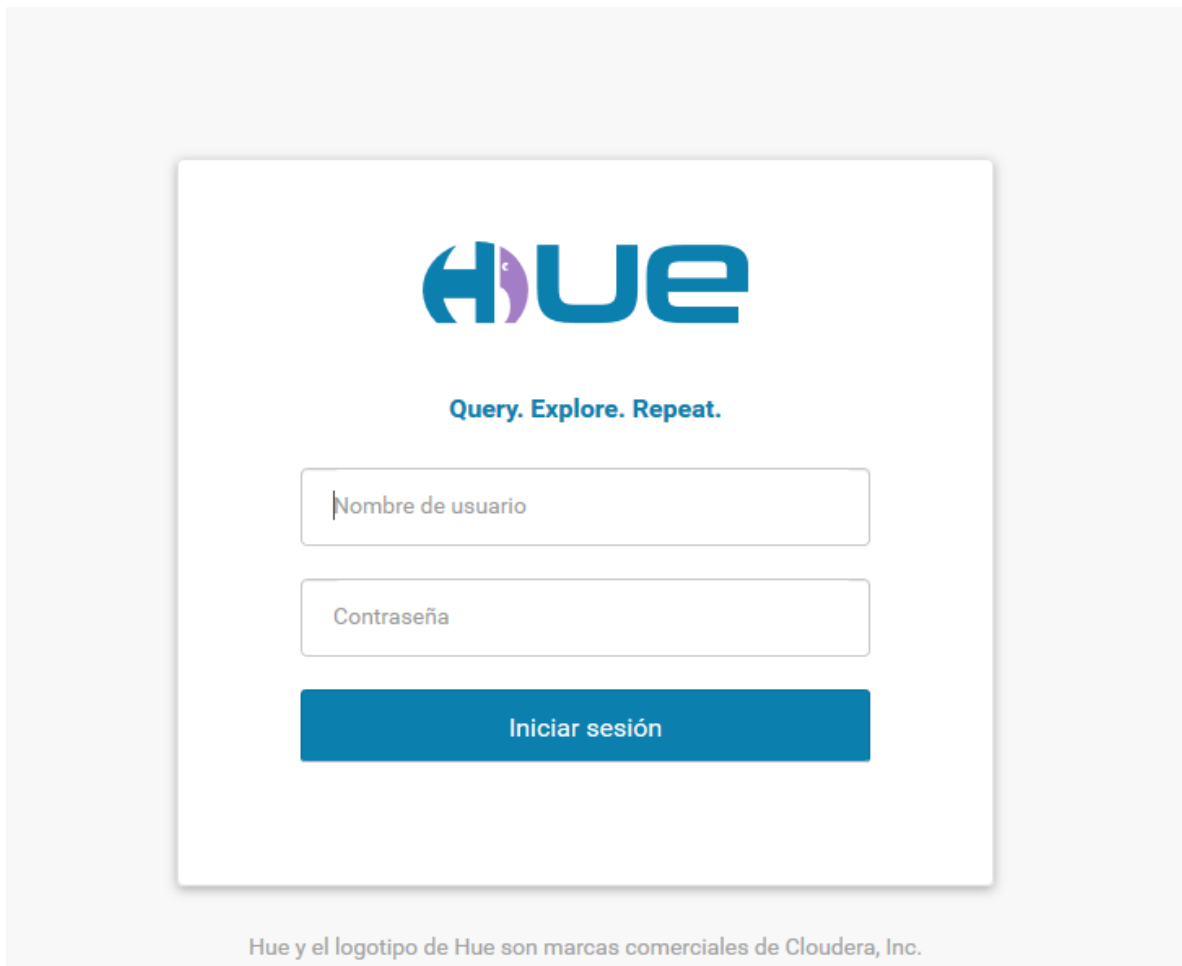 HUE
Query. Explore. Repeat.
Nombre de usuario
Contraseña
Iniciar sesión
Hue y el logotipo de Hue son marcas comerciales de Cloudera, Inc.